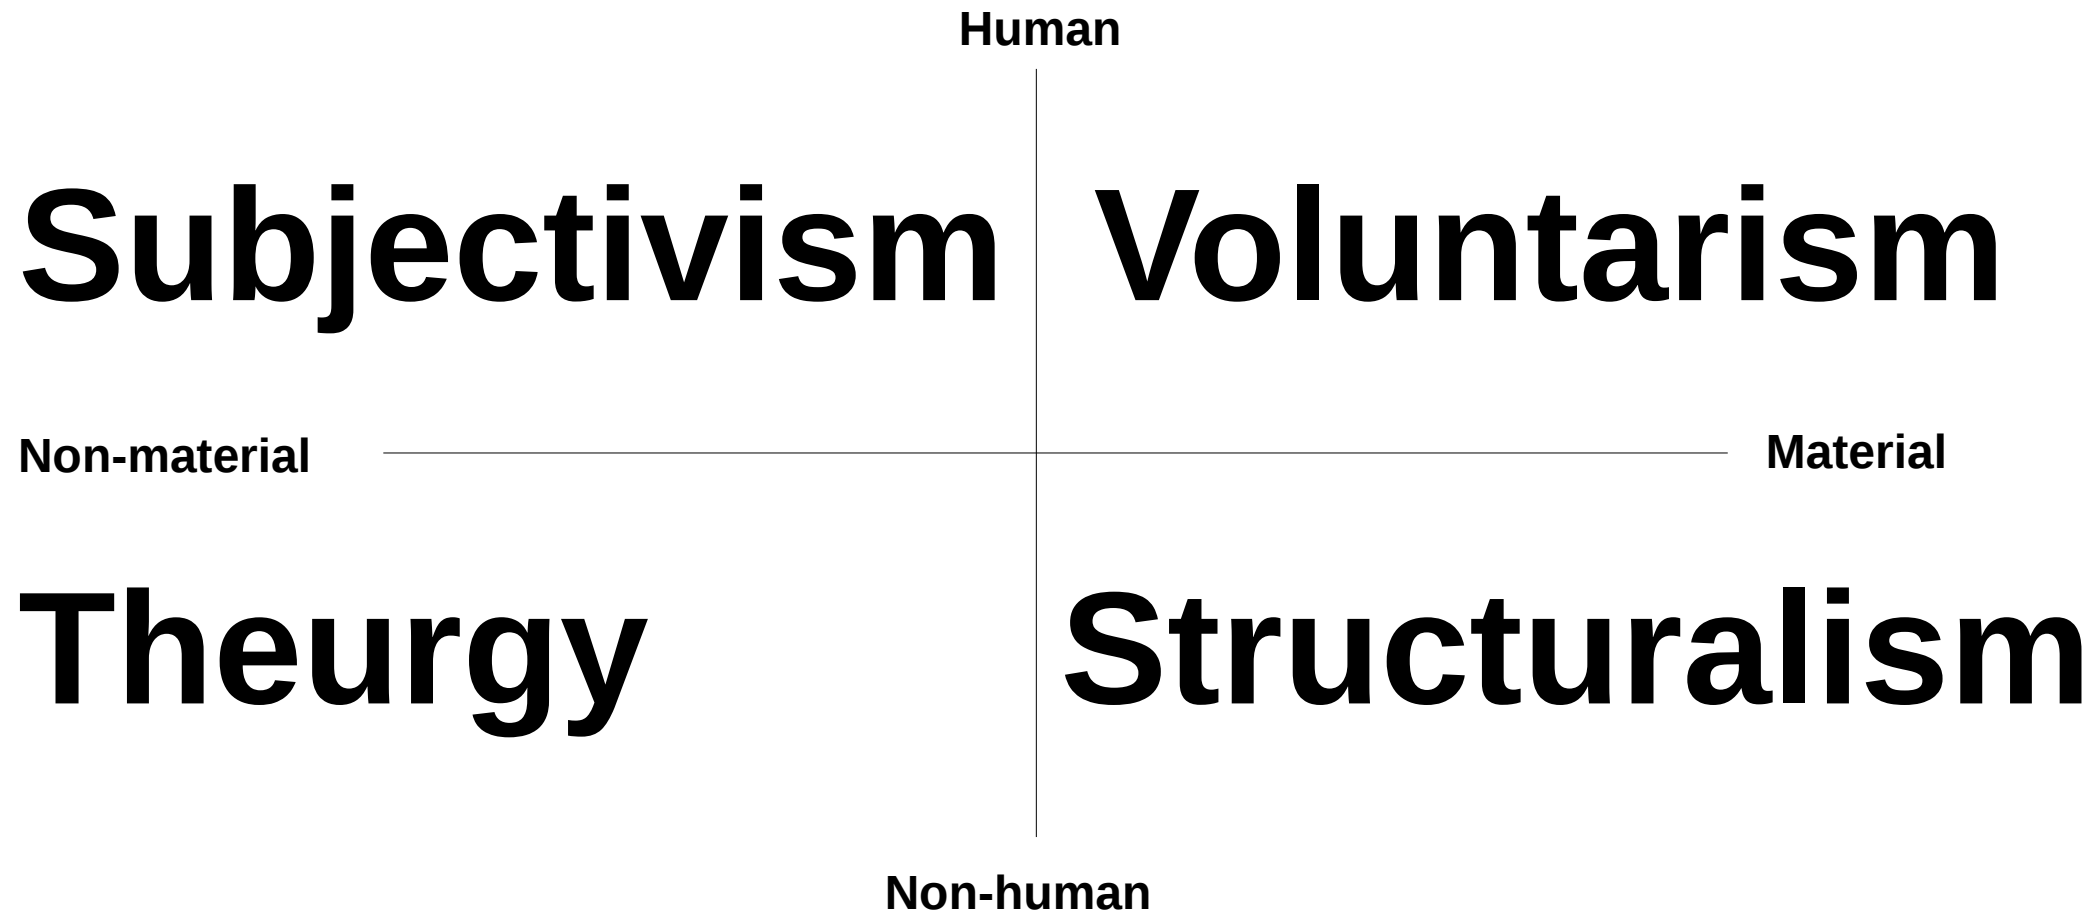 Human
Subjectivism Voluntarism
Non-material Material
Theurgy Structuralism
Non-human